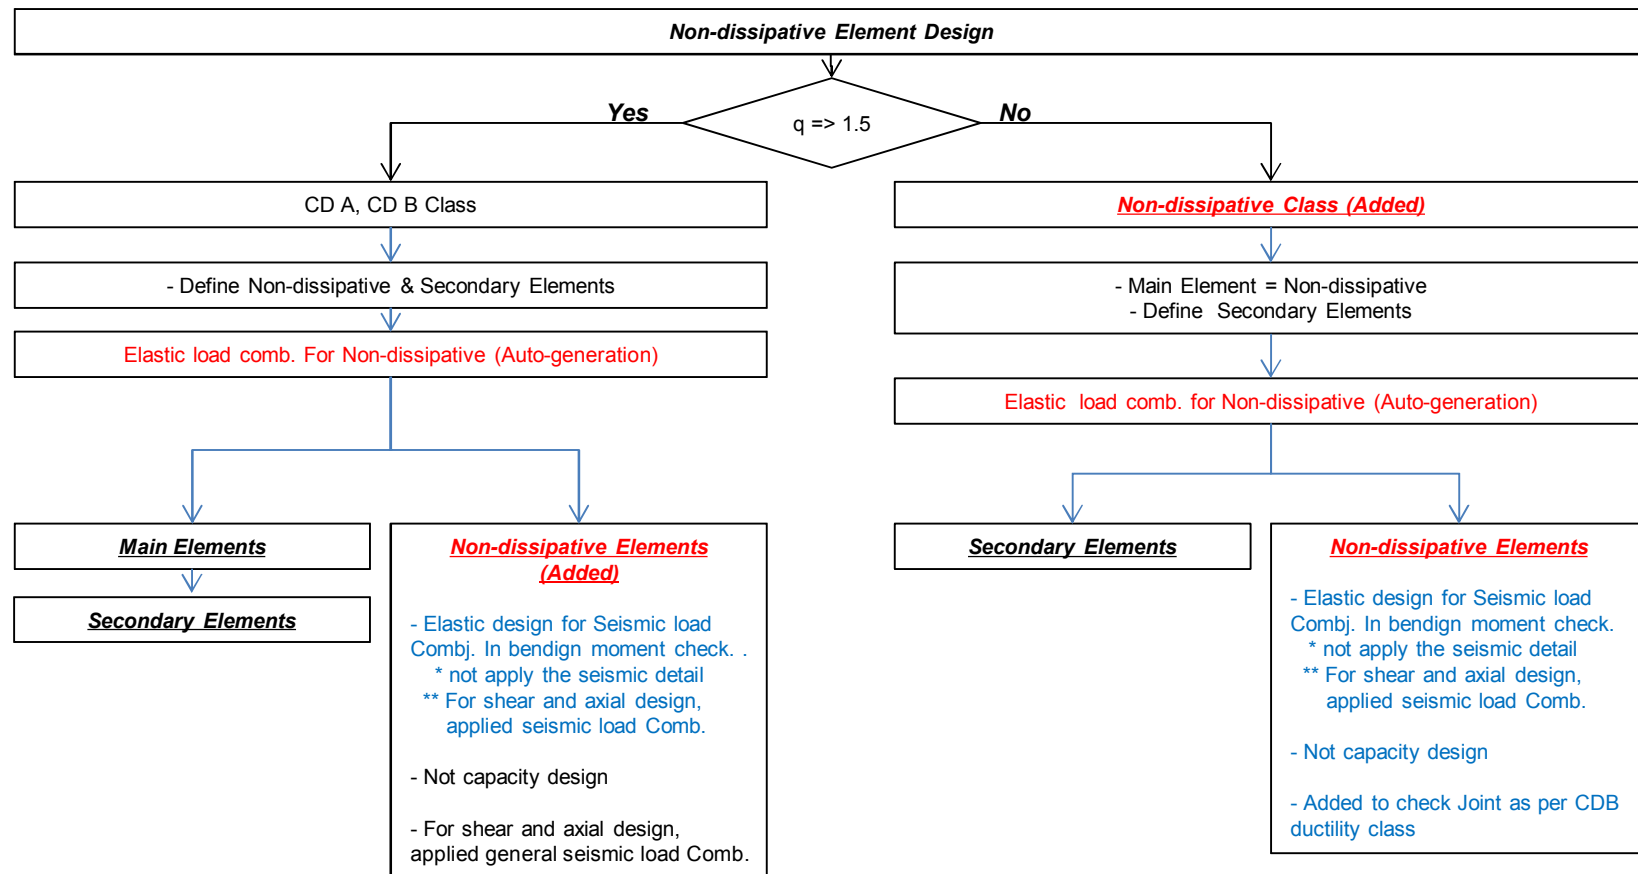 Non-dissipative Element Design
Yes
No
q => 1.5
CD A, CD B Class
- Define Non-dissipative & Secondary Elements
Elastic load comb. For Non-dissipative (Auto-generation)
Main Elements
Secondary Elements
Non-dissipative Elements
(Added)
- Elastic design for Seismic load
Combj. In bendign moment check. .
* not apply the seismic detail
** For shear and axial design,
applied seismic load Comb.
- Not capacity design
- For shear and axial design,
applied general seismic load Comb.
Non-dissipative Class (Added)
- Main Element = Non-dissipative
- Define Secondary Elements
Elastic load comb. for Non-dissipative (Auto-generation)
Secondary Elements
Non-dissipative Elements
- Elastic design for Seismic load
Combj. In bendign moment check.
* not apply the seismic detail
** For shear and axial design,
applied seismic load Comb.
- Not capacity design
- Added to check Joint as per CDB
ductility class